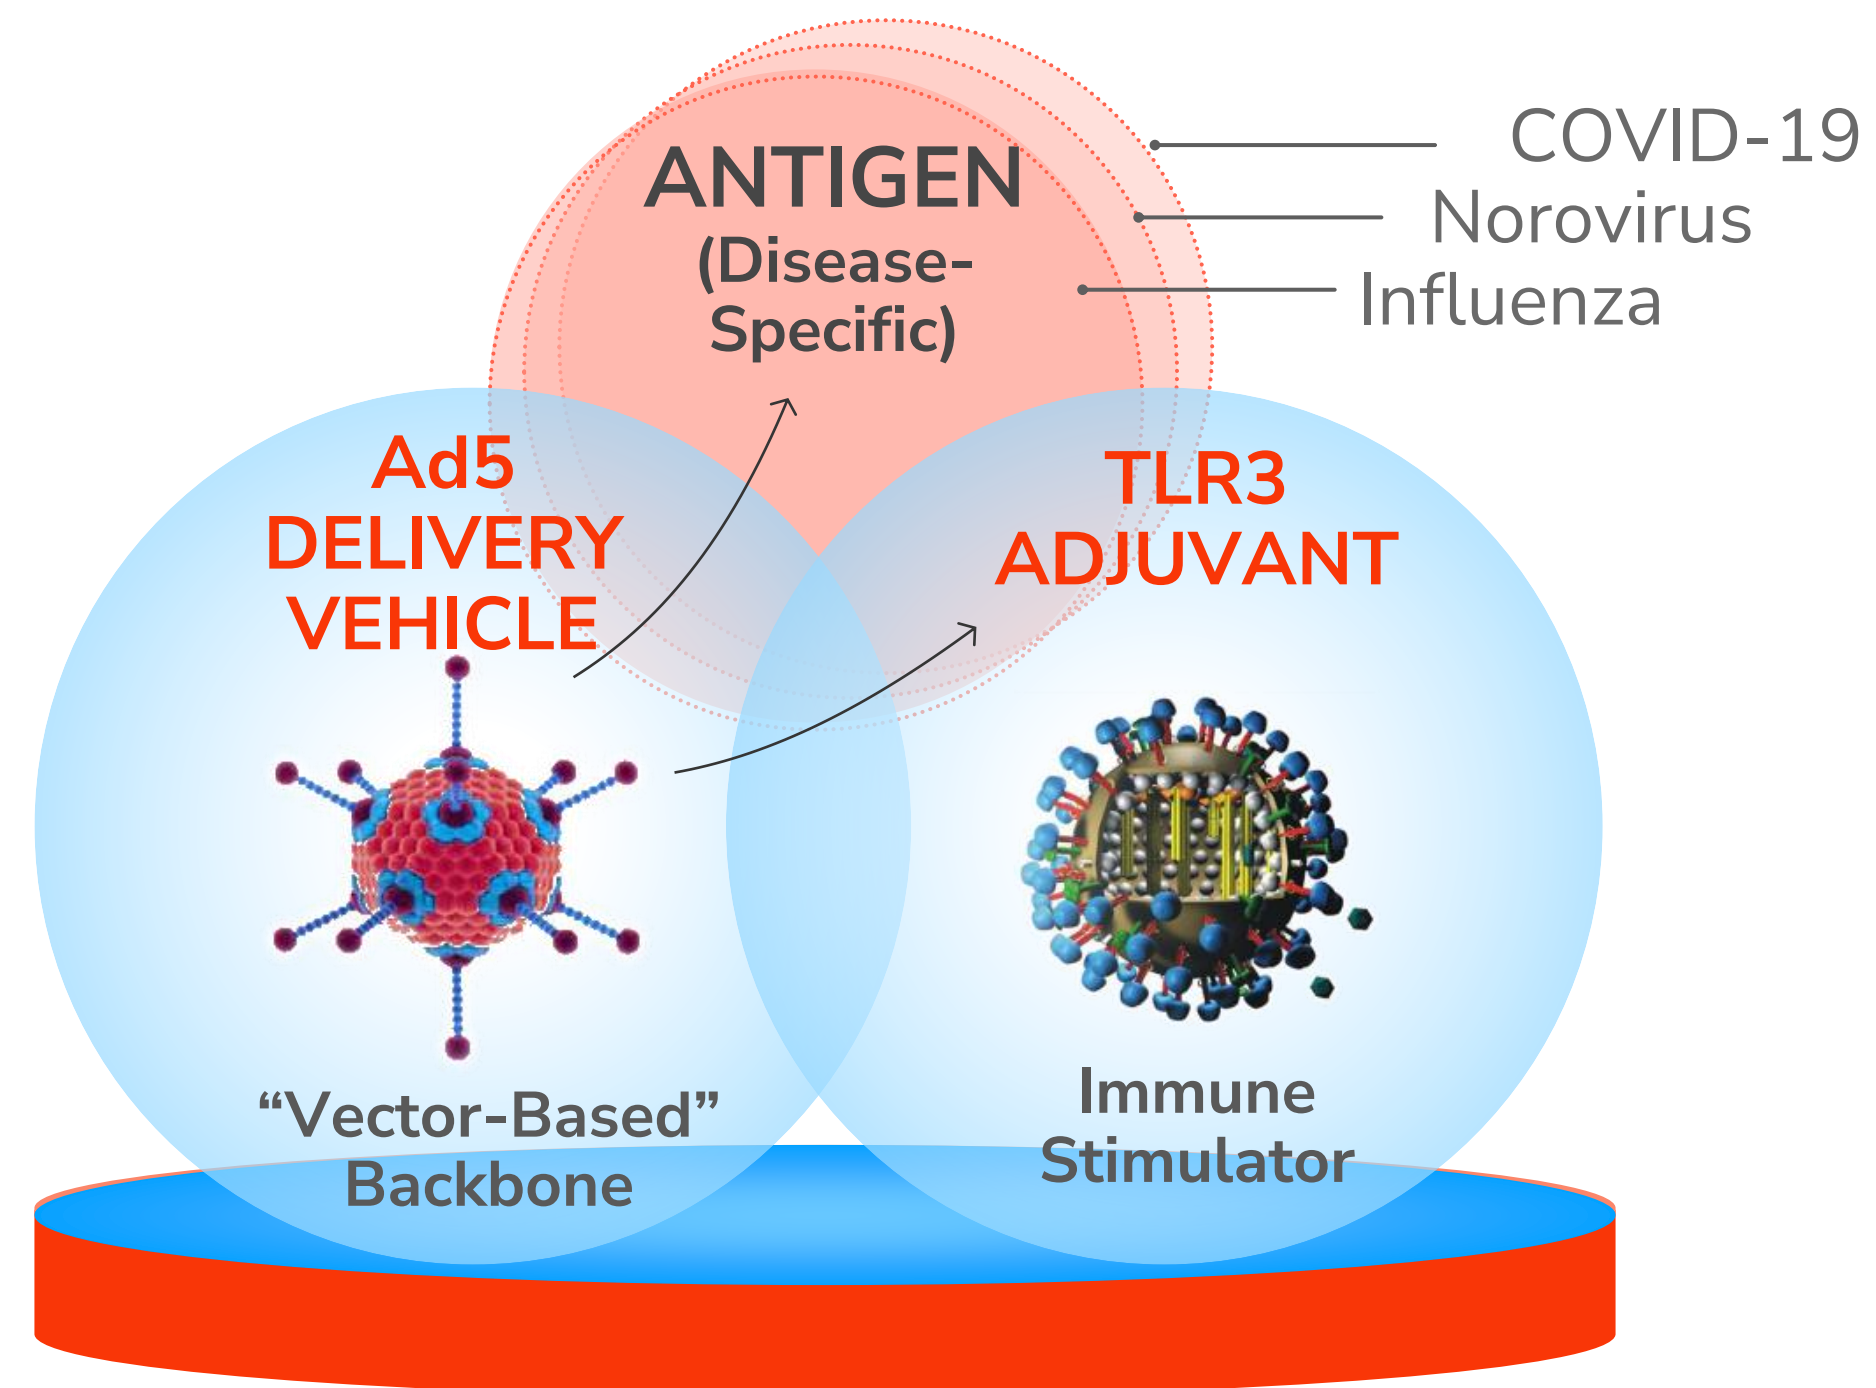 ANTIGEN
(Disease-
Specific)
COVID-19
Norovirus
Influenza
Ad5
DELIVERY
VEHICLE
“Vector-Based”
Backbone
TLR3
ADJUVANT
Immune
Stimulator